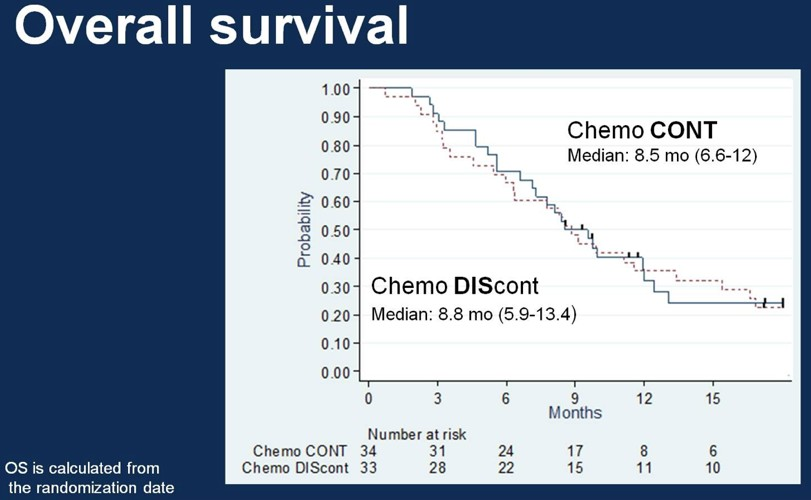 Overall survival
1.00
0.90
0.80
0.70
0.60
0.50
0.40
0.30
0.20
0.10
0.00
Probability
Chemo CONT
Median: 8.5 mo (6.6-12)
Chemo DIScont
Median: 8.8 mo (5.9-13.4)
0 3 6 9 12 15
Months
Number at risk
Chemo CONT 34 31 24 17 8 6
Chemo DIScont 33 28 22 15 11 10
OS is calculated from
the randomization date